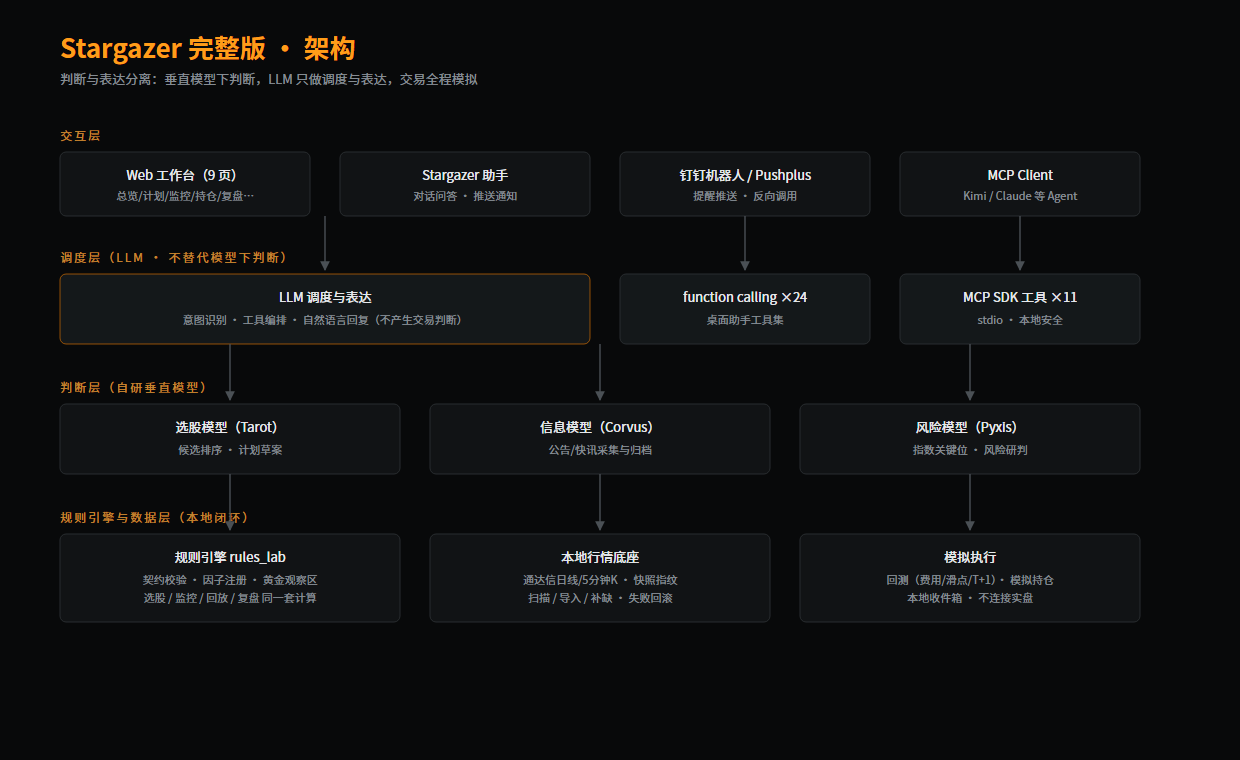 Stargazer 完整版 · 架构
判断与表达分离：垂直模型下判断，LLM 只做调度与表达，交易全程模拟
交互层
Web 工作台（9 页）
总览/计划/监控/持仓/复盘…
Stargazer 助手
对话问答 · 推送通知
钉钉机器人 / Pushplus
提醒推送 · 反向调用
MCP Client
Kimi / Claude 等 Agent
调度层（LLM · 不替代模型下判断）
LLM 调度与表达
意图识别 · 工具编排 · 自然语言回复（不产生交易判断）
function calling ×24
桌面助手工具集
MCP SDK 工具 ×11
stdio · 本地安全
判断层（自研垂直模型）
选股模型（Tarot）
候选排序 · 计划草案
信息模型（Corvus）
公告/快讯采集与归档
风险模型（Pyxis）
指数关键位 · 风险研判
规则引擎与数据层（本地闭环）
规则引擎 rules_lab
契约校验 · 因子注册 · 黄金观察区
选股 / 监控 / 回放 / 复盘 同一套计算
本地行情底座
通达信日线/5分钟K · 快照指纹
扫描 / 导入 / 补缺 · 失败回滚
模拟执行
回测（费用/滑点/T+1）· 模拟持仓
本地收件箱 · 不连接实盘